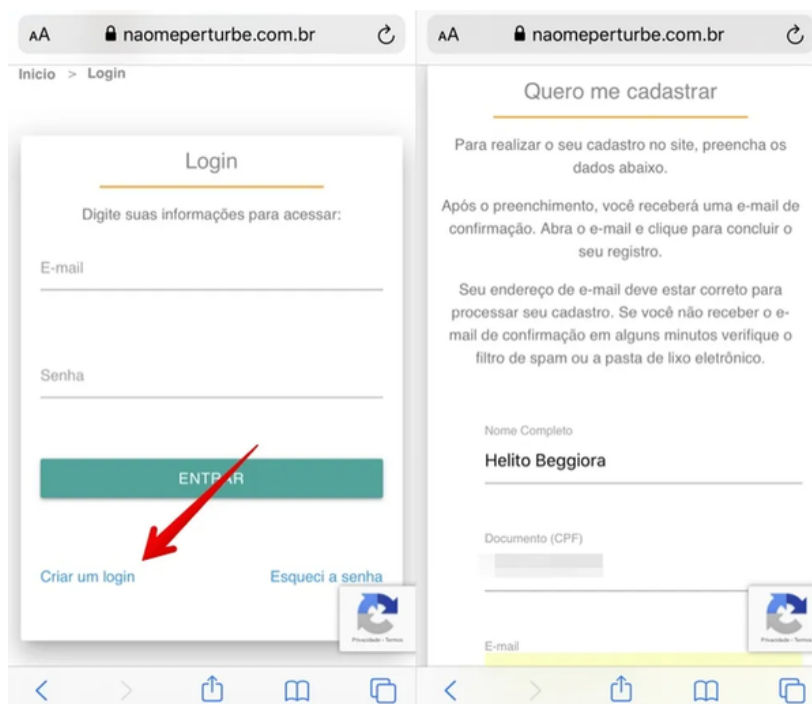 AA naomeperturbe.com.br
Inicio > Login
Login
Digite suas informações para acessar:
E-mail
Senha
ENTRAR
Criar um login
Esqueci a senha
Privacidade - Termos
AA naomeperturbe.com.br
Quero me cadastrar
Para realizar o seu cadastro no site, preencha os
dados abaixo.
Após o preenchimento, você receberá uma e-mail de
confirmação. Abra o e-mail e clique para concluir o
seu registro.
Seu endereço de e-mail deve estar correto para
processar seu cadastro. Se você não receber o e-
mail de confirmação em alguns minutos verifique o
filtro de spam ou a pasta de lixo eletrônico.
Nome Completo
Helito Beggiora
Documento (CPF)
E-mail
Privacidade - Termos